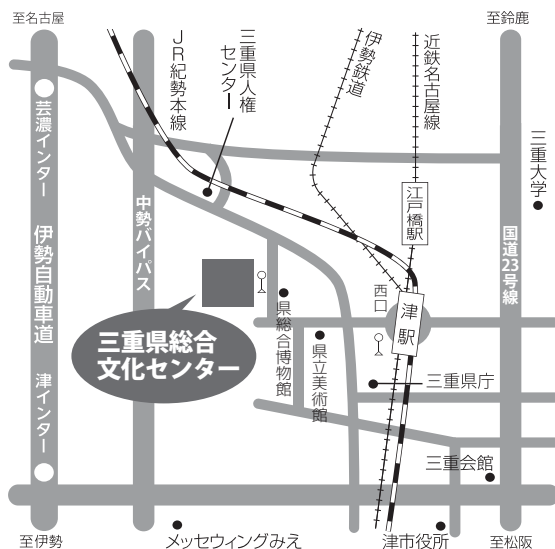 至名古屋
至鈴鹿
JR紀勢本線
三重県人権
センター
伊勢鉄道
近鉄名古屋線
芸濃インター
三重大学
江戸橋駅
中勢バイパス
国道23号線
伊勢自動車道
西口
津駅
県総合博物館
三重県総合
文化センター
県立美術館
津インター
三重県庁
三重会館
至伊勢
メッセウィングみえ
津市役所
至松阪